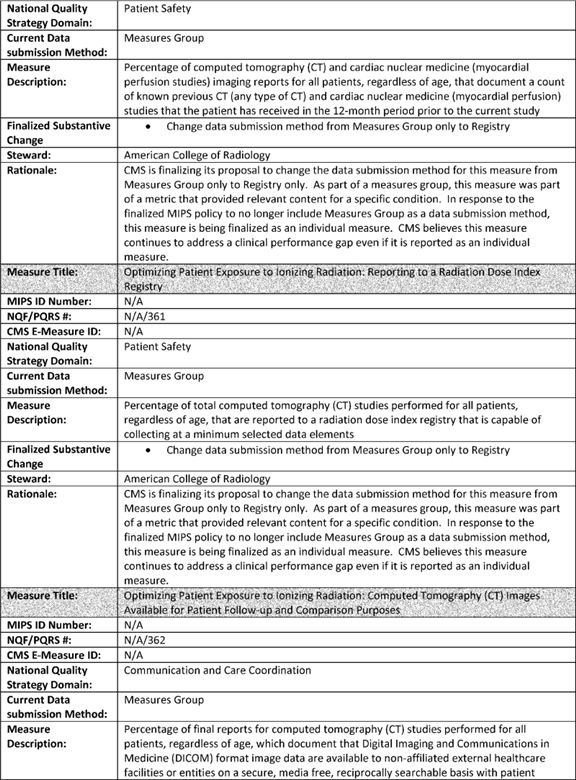 National Quality Patient Safety
Strategy Domain:
Current Data Measures Group
submission Method:
Measure Percentage of computed tomography (CT) and cardiac nuclear medicine (myocardial
Description: perfusion studies) imaging reports for all patients, regardless of age, that document a count
of known previous CT (any type of CT) and cardiac nuclear medicine (myocardial perfusion)
studies that the patient has received in the 12-month period prior to the current study
Finalized Substantive • Change data submission method from Measures Group only to Registry
Change
Steward: American College of Radiology
Rationale: CMS is finalizing its proposal to change the data submission method for this measure from
Measures Group only to Registry only. As part of a measures group, this measure was part
of a metric that provided relevant content for a specific condition. In response to the
finalized MIPS policy to no longer include Measures Group as a data submission method,
this measure is being finalized as an individual measure. CMS believes this measure
continues to address a clinical performance gap even if it is reported as an individual
measure.
Measure Title: Optimizing Patient Exposure to Ionizing Radiation: Reporting to a Radiation Dose Index
Registry
MIPS ID Number: N/A
NQF/PQRS #: N/A/361
CMS E-Measure ID: N/A
National Quality Patient Safety
Strategy Domain:
Current Data Measures Group
submission Method:
Measure Percentage of total computed tomography (CT) studies performed for all patients,
Description: regardless of age, that are reported to a radiation dose index registry that is capable of
collecting at a minimum selected data elements
Finalized Substantive • Change data submission method from Measures Group only to Registry
Change
Steward: American College of Radiology
Rationale: CMS is finalizing its proposal to change the data submission method for this measure from
Measures Group only to Registry only. As part of a measures group, this measure was part
of a metric that provided relevant content for a specific condition. In response to the
finalized MIPS policy to no longer include Measures Group as a data submission method,
this measure is being finalized as an individual measure. CMS believes this measure
continues to address a clinical performance gap even if it is reported as an individual
measure.
Measure Title: Optimizing Patient Exposure to Ionizing Radiation: Computed Tomography (CT) Images
Available for Patient Follow-up and Comparison Purposes
MIPS ID Number: N/A
NQF/PQRS #: N/A/362
CMS E-Measure ID: N/A
National Quality Communication and Care Coordination
Strategy Domain:
Current Data Measures Group
submission Method:
Measure Percentage of final reports for computed tomography (CT) studies performed for all
Description: patients, regardless of age, which document that Digital Imaging and Communications in
Medicine (DICOM) format image data are available to non-affiliated external healthcare
facilities or entities on a secure, media free, reciprocally searchable basis with patient